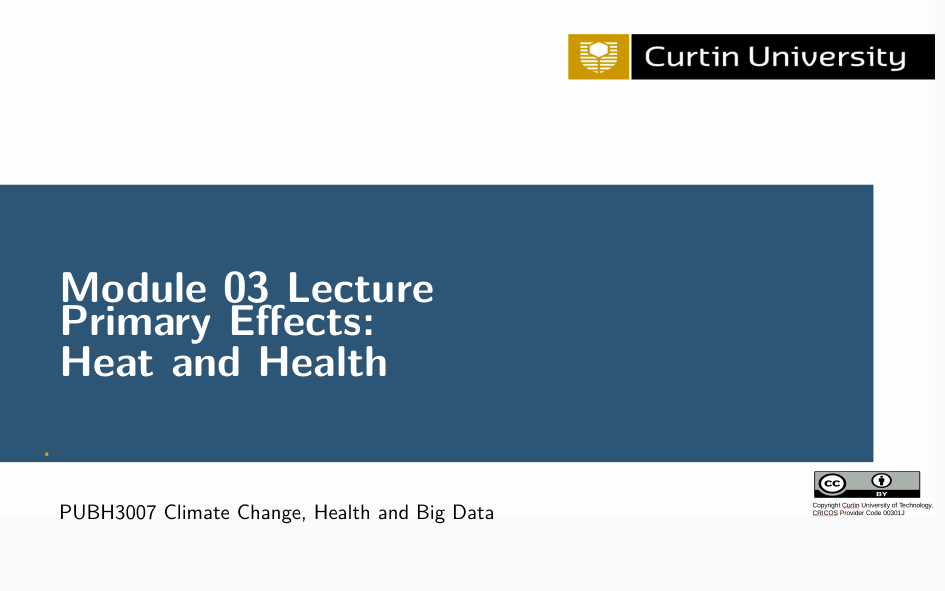 Curtin University
Module 03 Lecture
Primary Effects:
Heat and Health
.
PUBH3007 Climate Change, Health and Big Data
cc
BY
Copyright Curtin University of Technology.
CRICOS Provider Code 00301J